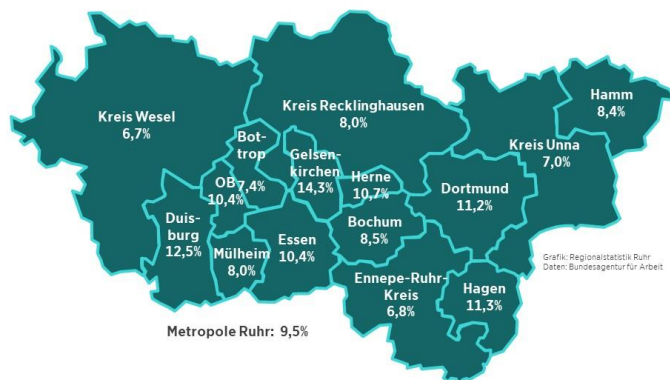 Kreis Wesel
6,7%
Kreis Recklinghausen
8,0%
Hamm
8,4%
Kreis Unna
7,0%
Bot-
trop
7,4%
Gelsen-
kirchen
14,3%
Herne
10,7%
OB
10,4%
Dortmund
11,2%
Duis-
burg
12,5%
Mülheim
8,0%
Essen
10,4%
Bochum
8,5%
Ennepe-Ruhr-
Kreis
6,8%
Hagen
11,3%
Grafik: Regionalstatistik Ruhr
Daten: Bundesagentur für Arbeit
Metropole Ruhr: 9,5%